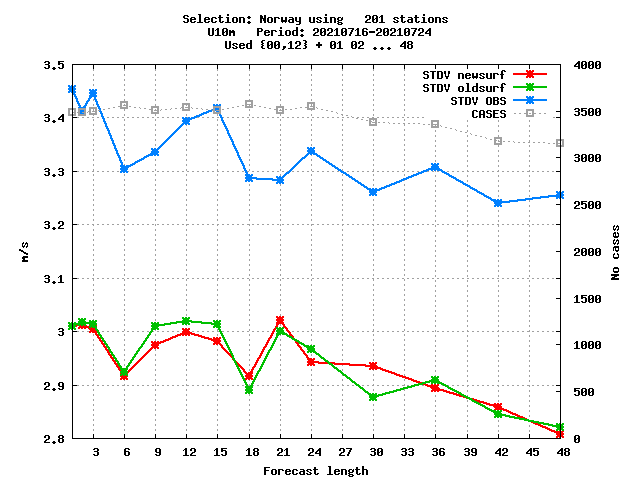 Selection: Norway using   201 stations
U10m   Period: 20210716-20210724
Used {00,12} + 01 02 ... 48
STDV newsurf
STDV oldsurf
STDV OBS
CASES
3,5
3,4
3,3
3,2
3,1
3
2,9
2,8
m/s
4000
3500
3000
2500
2000
1500
1000
500
0
No cases
3 6 9 12 15 18 21 24 27 30 33 36 39 42 45 48
Forecast length